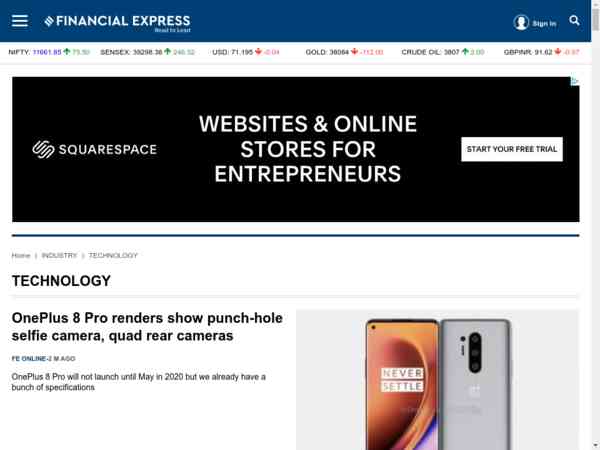 FINANCIAL EXPRESS
Read to Lead
Sign In
NIFTY: 11661.85 75.50 SENSEX: 39298.38 246.32 USD: 71.195 -0.04 GOLD: 38084 -112.00 CRUDE OIL: 3807 2.00 GBPINR: 91.62 -0.97
SQUARESPACE
WEBSITES & ONLINE
STORES FOR
ENTREPRENEURS
START YOUR FREE TRIAL
Home | INDUSTRY | TECHNOLOGY
TECHNOLOGY
OnePlus 8 Pro renders show punch-hole
selfie camera, quad rear cameras
FE ONLINE-2 M AGO
OnePlus 8 Pro will not launch until May in 2020 but we already have a
bunch of specifications
NEVER
SETTLE